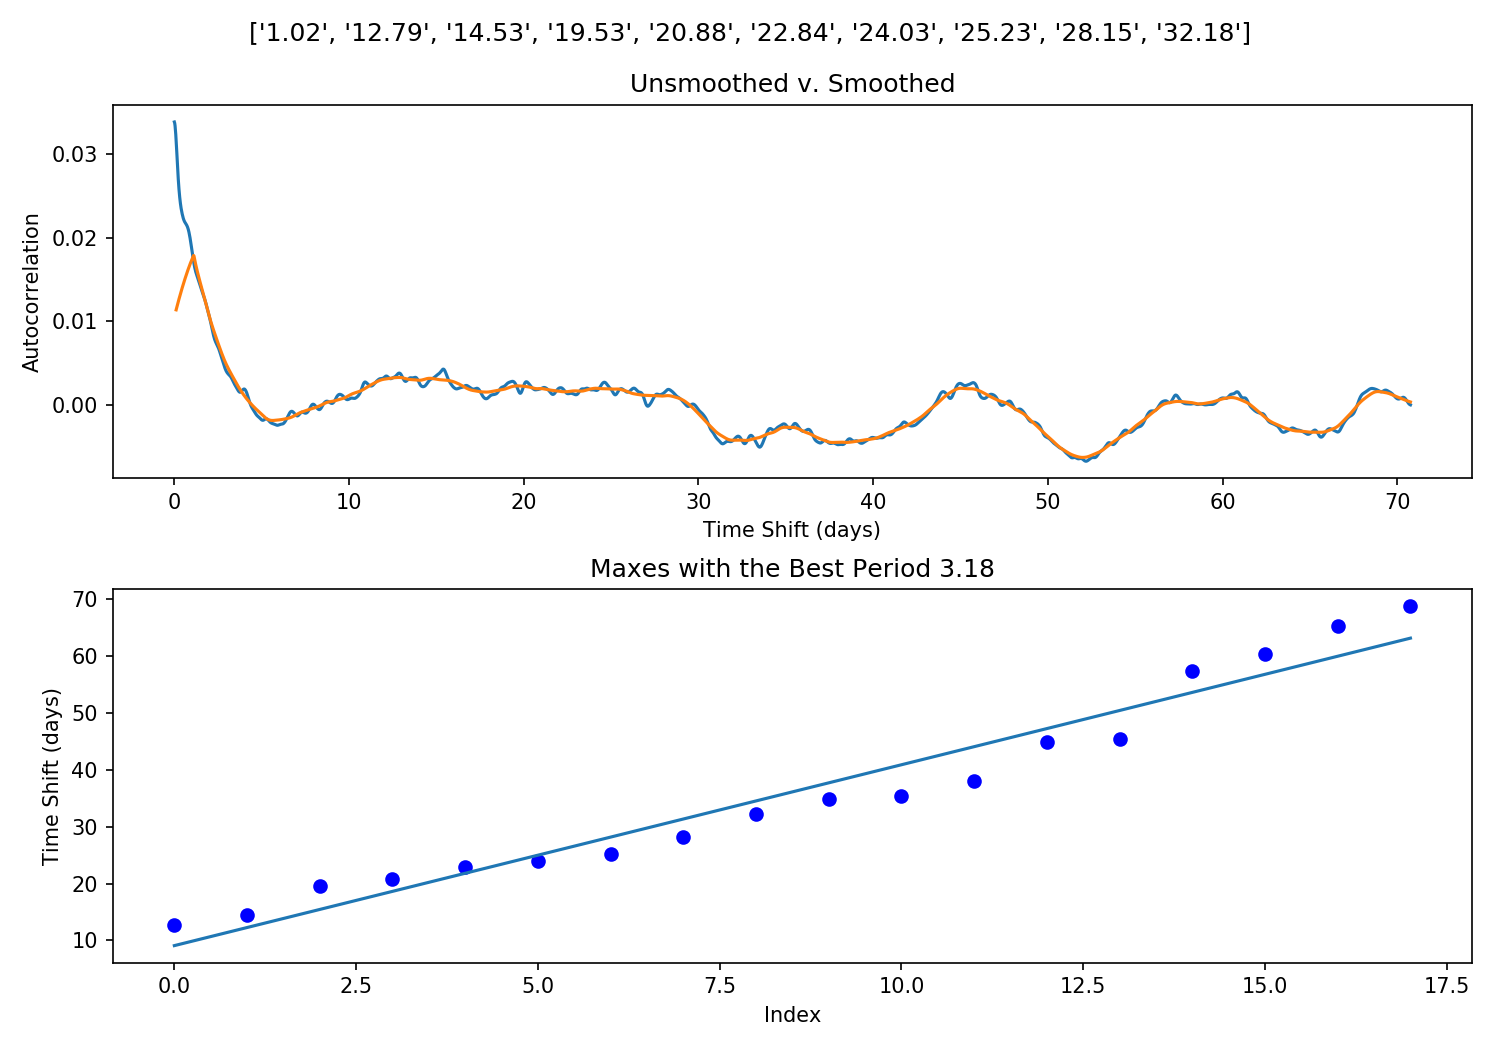 ['1.02', '12.79', '14.53', '19.53', '20.88', '22.84', '24.03', '25.23', '28.15', '32.18']
Unsmoothed v. Smoothed
Autocorrelation
0.03
0.02
0.01
0.00
0 10 20 30 40 50 60 70
Time Shift (days)
Maxes with the Best Period 3.18
Time Shift (days)
70
60
50
40
30
20
10
0.0 2.5 5.0 7.5 10.0 12.5 15.0 17.5
Index